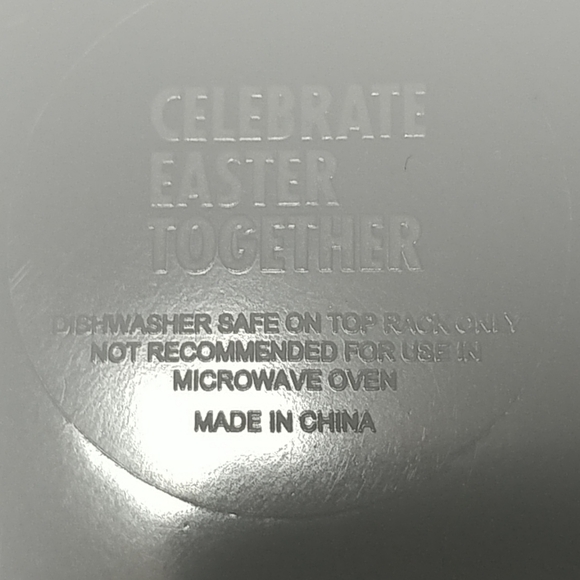 CELEBRATE
EASTER
TOGETHER
DISHWASHER SAFE ON TOP RACK ONLY
NOT RECOMMENDED FOR USE IN
MICROWAVE OVEN
MADE IN CHINA